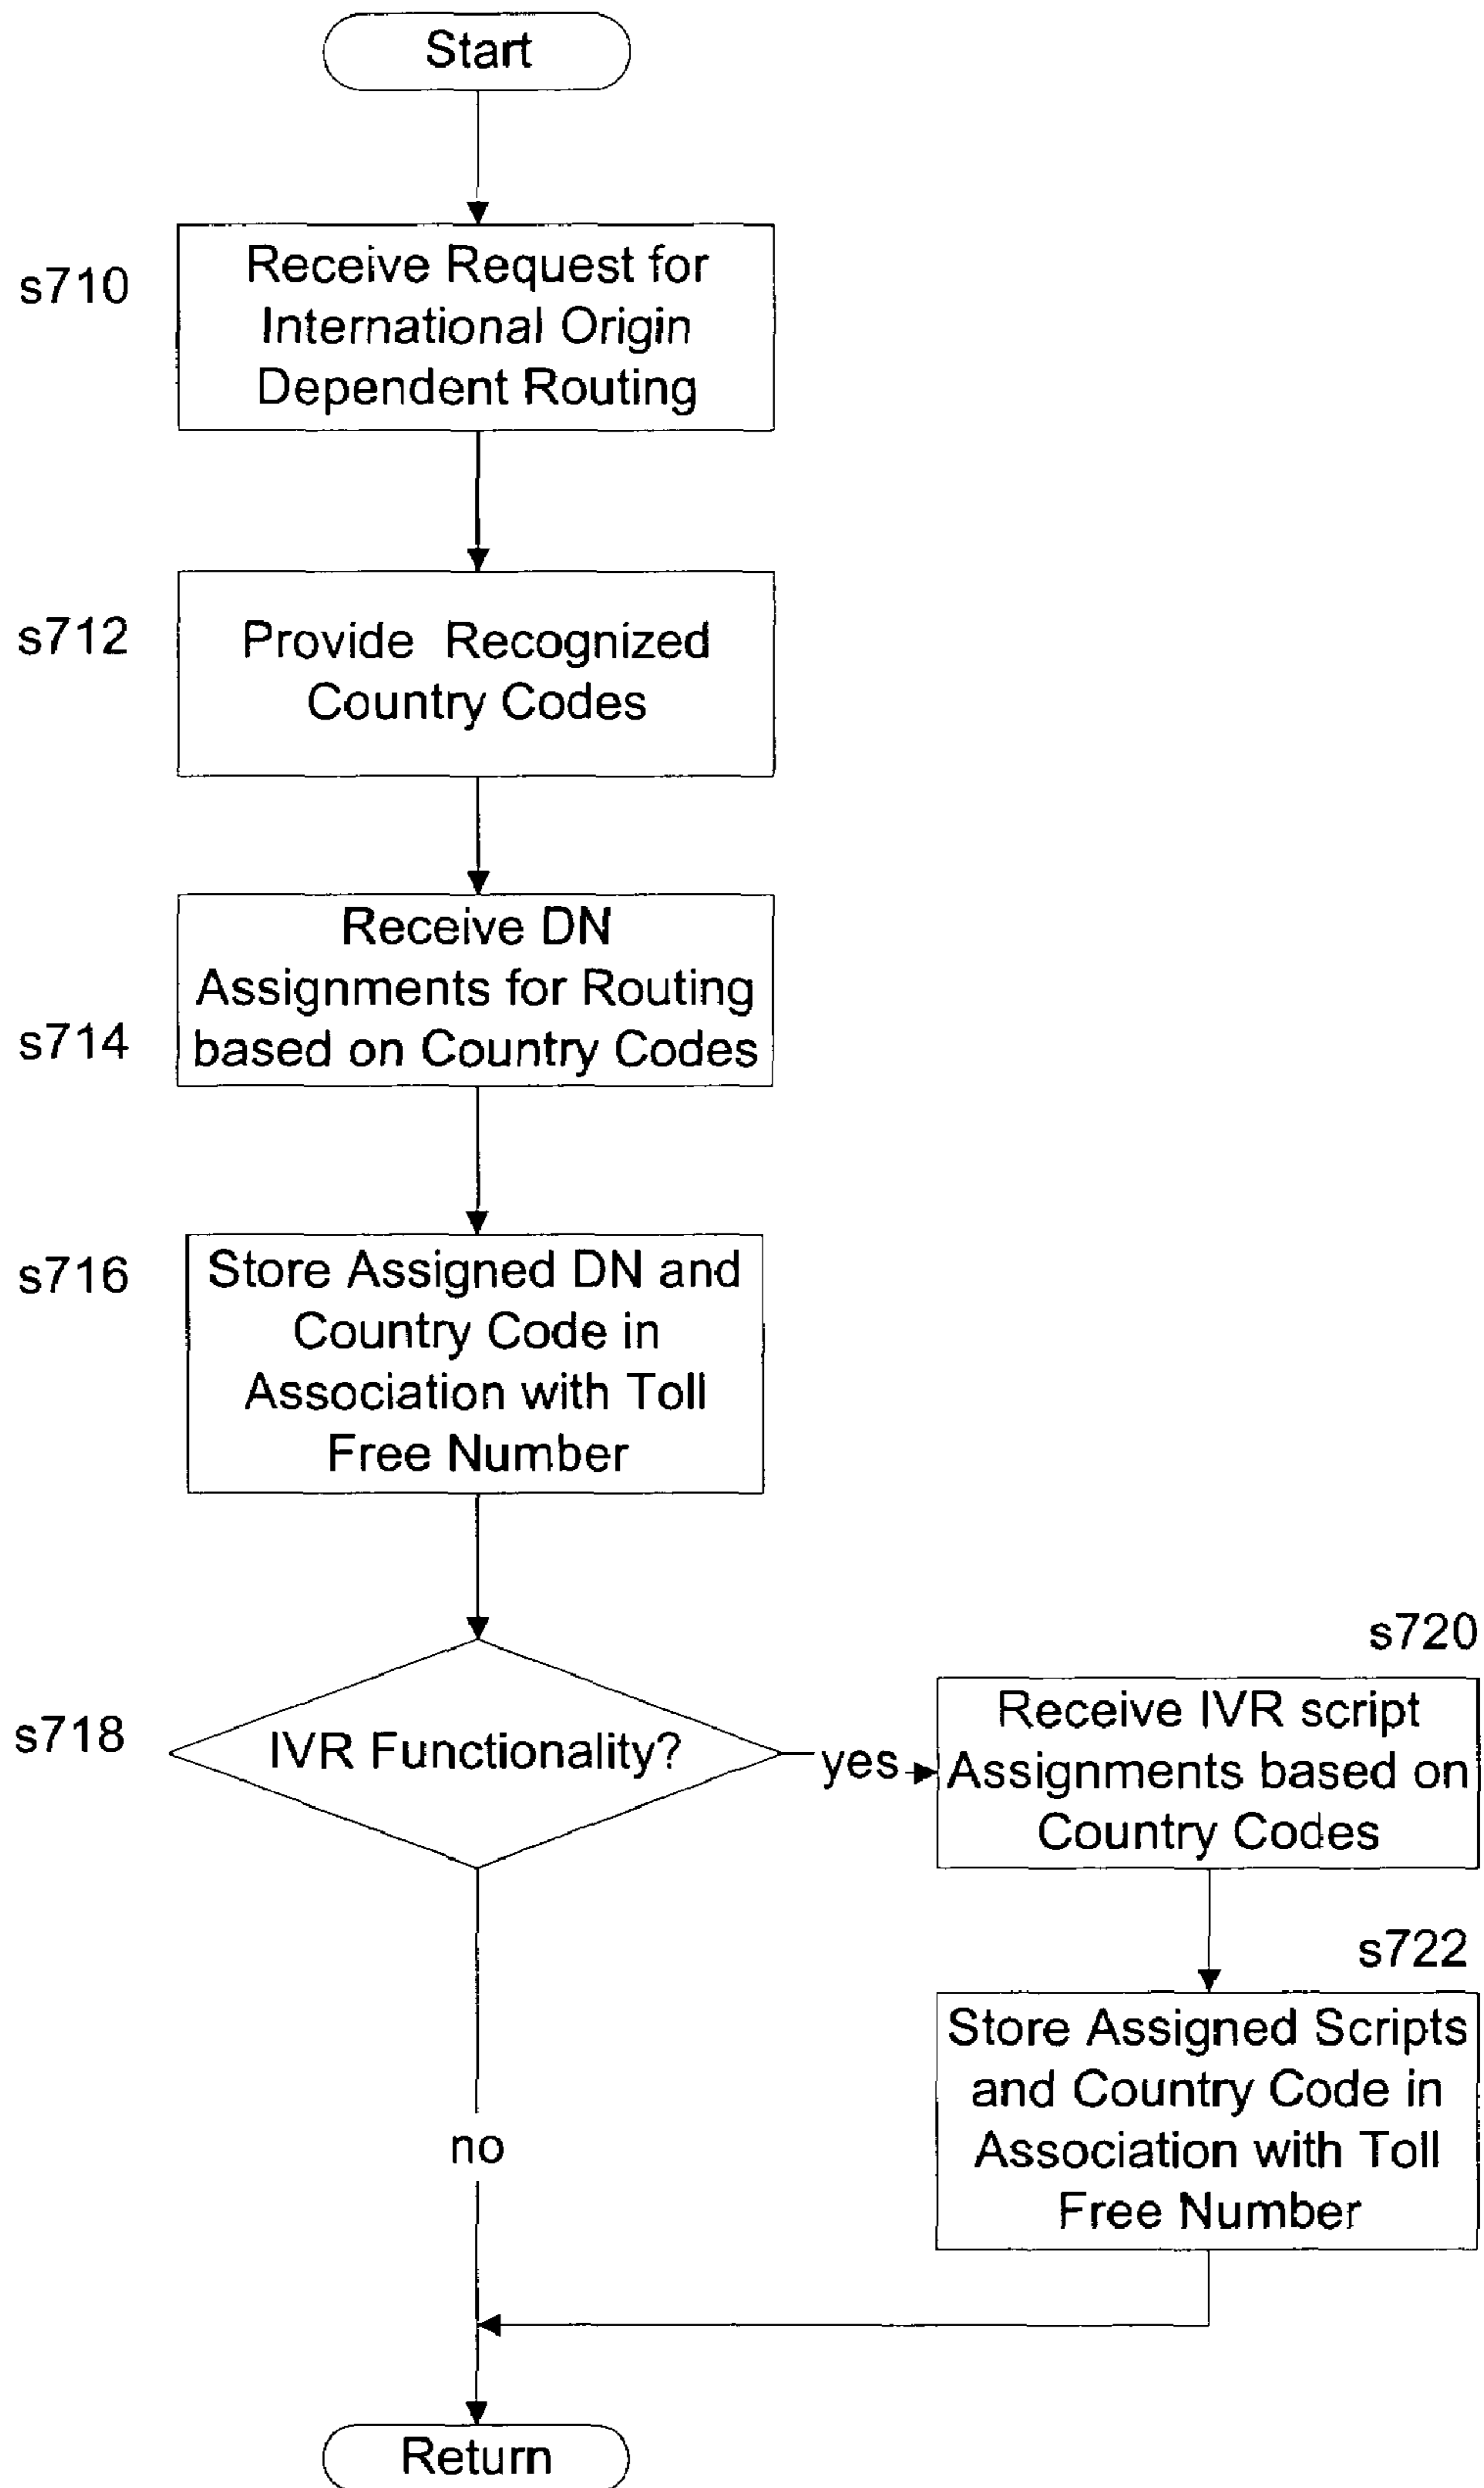 Start
s710
Receive Request for
International Origin
Dependent Routing
s712
Provide Recognized
Country Codes
s714
Receive DN
Assignments for Routing
based on Country Codes
s716
Store Assigned DN and
Country Code in
Association with Toll
Free Number
s718
IVR Functionality?
yes
s720
Receive IVR script
Assignments based on
Country Codes
s722
Store Assigned Scripts
and Country Code in
Association with Toll
Free Number
no
Return